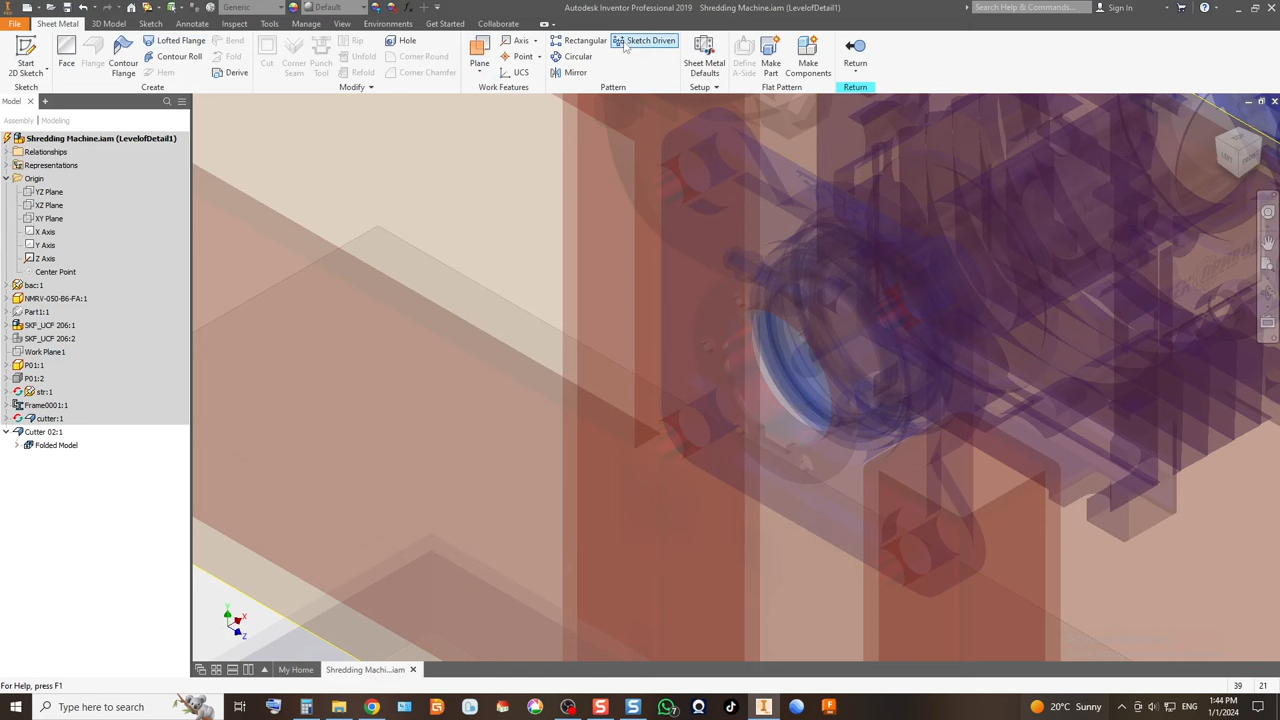 Generic
Default
Autodesk Inventor Professional 2019   Shredding Machine.iam (LevelofDetail1)
Search Help & Commands...
Sign In
File
Sheet Metal
3D Model
Sketch
Annotate
Inspect
Tools
Manage
View
Environments
Get Started
Collaborate
Start
2D Sketch
Face
Flange
Contour
Flange
Lofted Flange
Contour Roll
Hem
Bend
Fold
Derive
Cut
Corner
Seam
Punch
Tool
Rip
Unfold
Refold
Hole
Corner Round
Corner Chamfer
Plane
Axis
Point
UCS
Rectangular
Circular
Mirror
Sketch Driven
Sheet Metal
Defaults
Define
A-Side
Make
Part
Make
Components
Return
Sketch
Create
Modify
Work Features
Pattern
Setup
Flat Pattern
Return
Model
Assembly
Modeling
Shredding Machine.iam (LevelofDetail1)
Relationships
Representations
Origin
YZ Plane
XZ Plane
XY Plane
X Axis
Y Axis
Z Axis
Center Point
bac:1
NMRV-050-B6-FA:1
Part1:1
SKF_UCF 206:1
SKF_UCF 206:2
Work Plane1
P01:1
P01:2
str:1
Frame0001:1
cutter:1
Cutter 02:1
Folded Model
Y
X
Z
My Home
Shredding Machi...iam
For Help, press F1
39
21
Type here to search
20°C Sunny
ENG
1:44 PM
1/1/2024